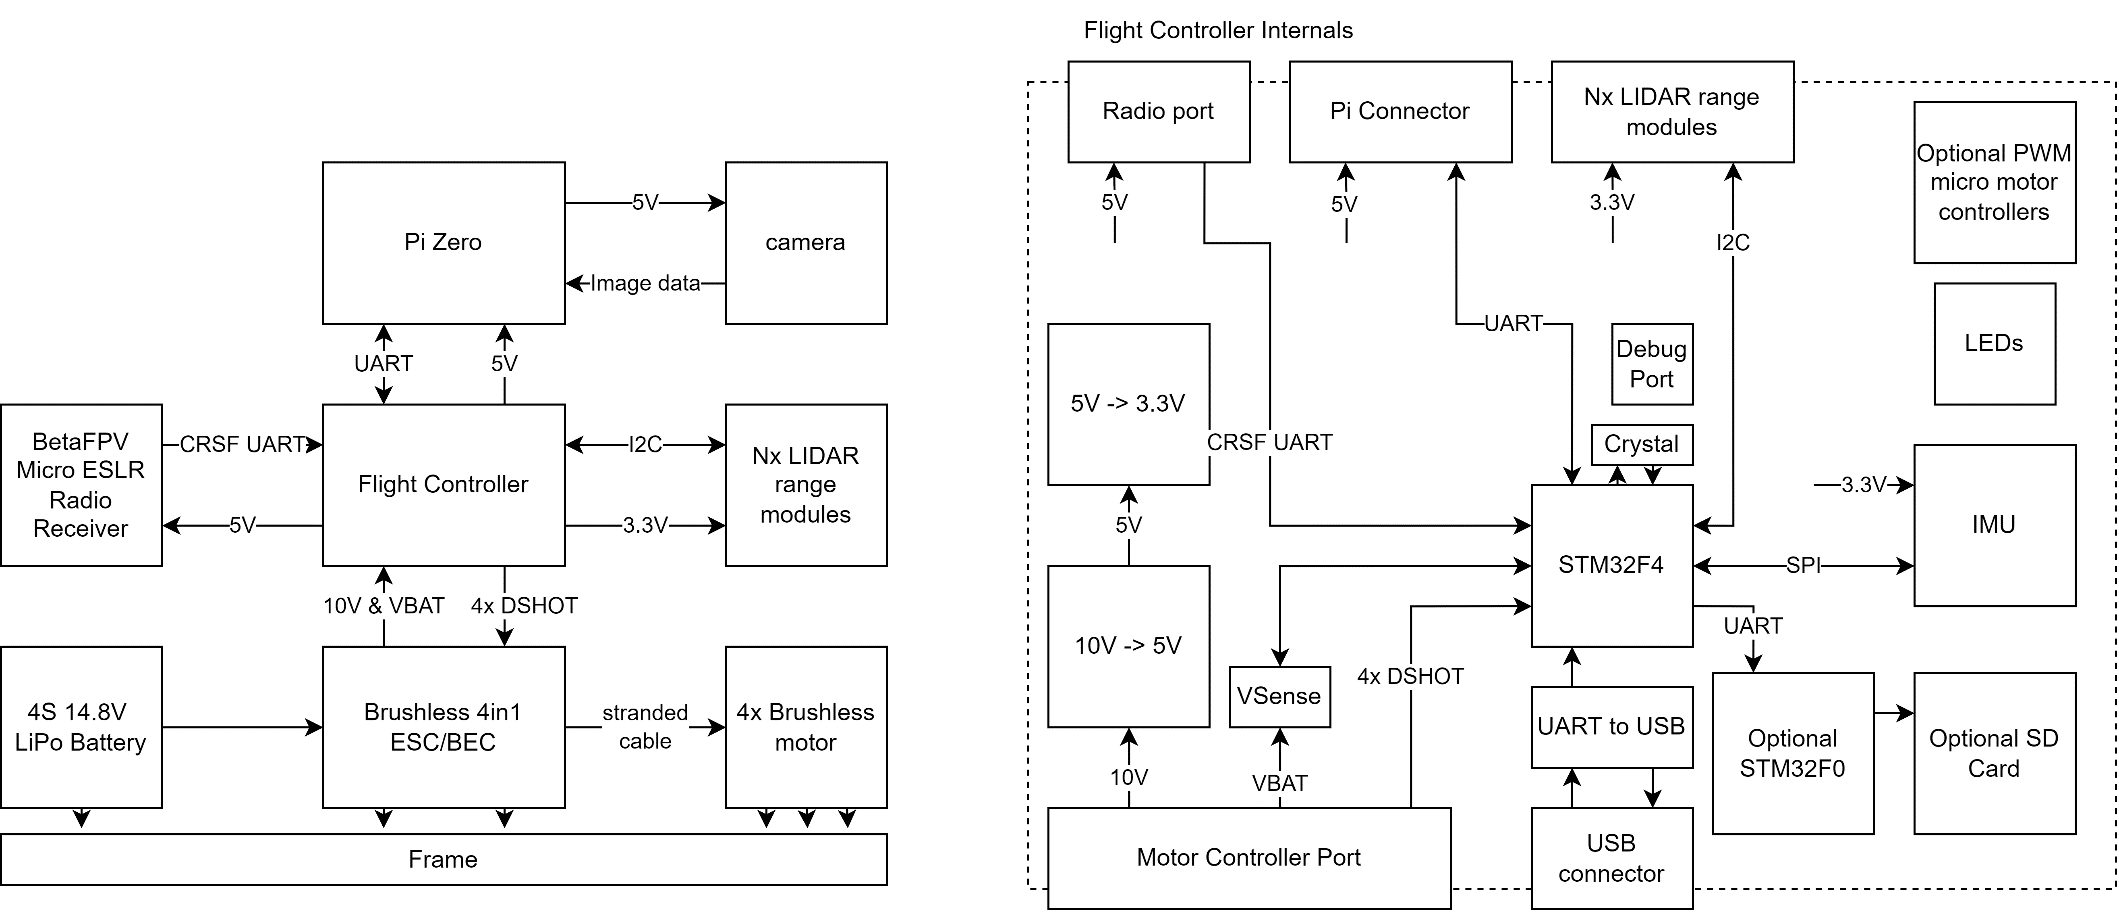 Flight Controller Internals
Pi Zero
5V
Image data
camera
UART
5V
BetaFPV
Micro ESLR
Radio
Receiver
CRSF UART
5V
Flight Controller
I2C
3.3V
Nx LIDAR
range
modules
10V & VBAT
4x DSHOT
4S 14.8V
LiPo Battery
Brushless 4in1
ESC/BEC
stranded
cable
4x Brushless
motor
Frame
Radio port
Pi Connector
Nx LIDAR range
modules
Optional PWM
micro motor
controllers
5V
5V
3.3V
I2C
UART
LEDs
Debug
Port
5V -> 3.3V
CRSF UART
Crystal
3.3V
IMU
5V
STM32F4
SPI
10V -> 5V
UART
VSense
4x DSHOT
UART to USB
Optional
STM32F0
Optional SD
Card
10V
VBAT
Motor Controller Port
USB
connector